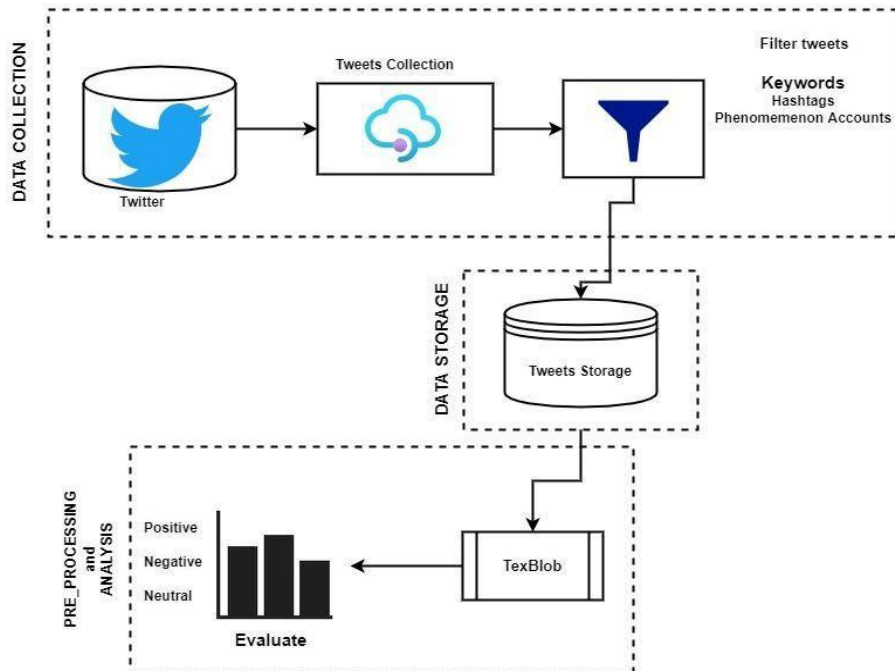 DATA COLLECTION
Tweets Collection
Twitter
Filter tweets
Keywords
Hashtags
Phenomemenon Accounts
DATA STORAGE
Tweets Storage
PRE_PROCESSING
and
ANALYSIS
Positive
Negative
Neutral
Evaluate
TexBlob